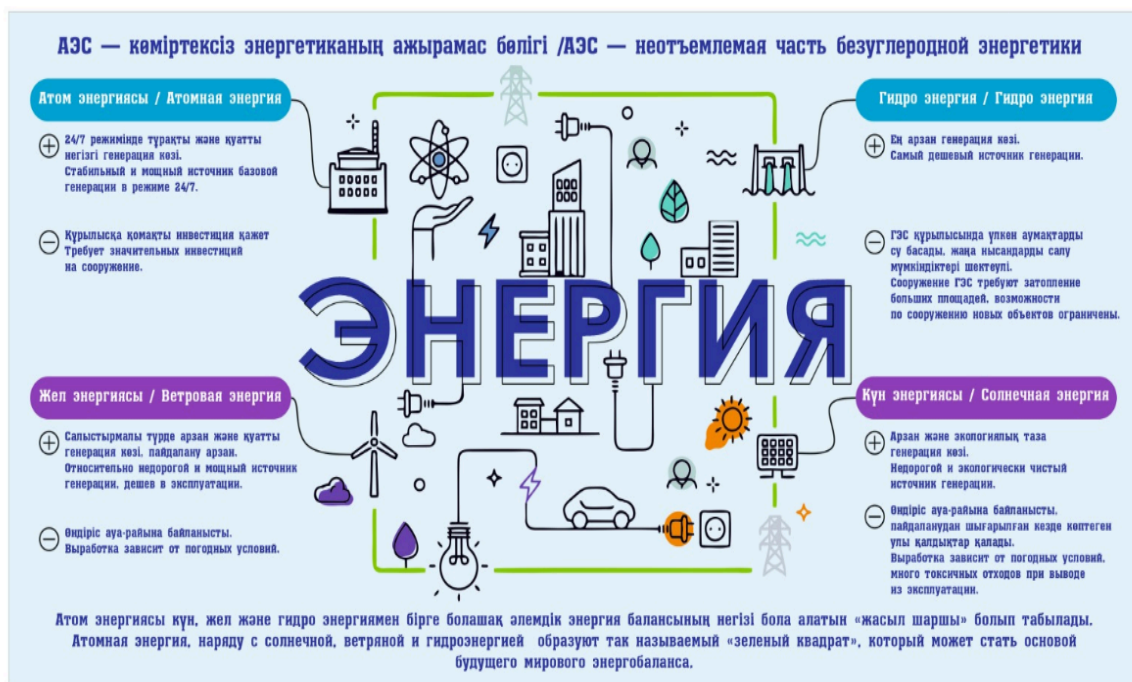 АЭС — көміртексіз энергетиканың ажырамас бөлігі /АЭС — неотъемлемая часть безуглеродной энергетики
Атом энергиясы / Атомная энергия
24/7 режимінде тұрақты және қуатты
негізгі генерация көзі.
Стабильный и мощный источник базовой
генерации в режиме 24/7.
Құрылысқа қомақты инвестиция қажет
Требует значительных инвестиций
на сооружение.
Гидро энергия / Гидро энергия
Ең арзан генерация көзі.
Самый дешевый источник генерации.
ГЭС құрылысында үлкен аумақтарды
су басады, жаңа нысандарды салу
мүмкіндіктері шектеулі.
Сооружение ГЭС требуют затопление
больших площадей, возможности
по сооружению новых объектов ограничены.
ЭНЕРГИЯ
Жел энергиясы / Ветровая энергия
Салыстырмалы түрде арзан және қуатты
генерация көзі, пайдалану арзан.
Относительно недорогой и мощный источник
генерации, дешев в эксплуатации.
Өндіріс ауа-райына байланысты.
Выработка зависит от погодных условий.
Күн энергиясы / Солнечная энергия
Арзан және экологиялық таза
генерация көзі.
Недорогой и экологически чистый
источник генерации.
Өндіріс ауа-райына байланысты,
пайдаланудан шығарылған кезде көптеген
улы қалдықтар қалады.
Выработка зависит от погодных условий,
много токсичных отходов при выводе
из эксплуатации.
Атом энергиясы күн, жел және гидро энергиямен бірге болашақ әлемдік энергия балансының негізі бола алатын «жасыл шаршы» болып табылады.
Атомная энергия, наряду с солнечной, ветряной и гидроэнергией образуют так называемый «зеленый квадрат», который может стать основой
будущего мирового энергобаланса.